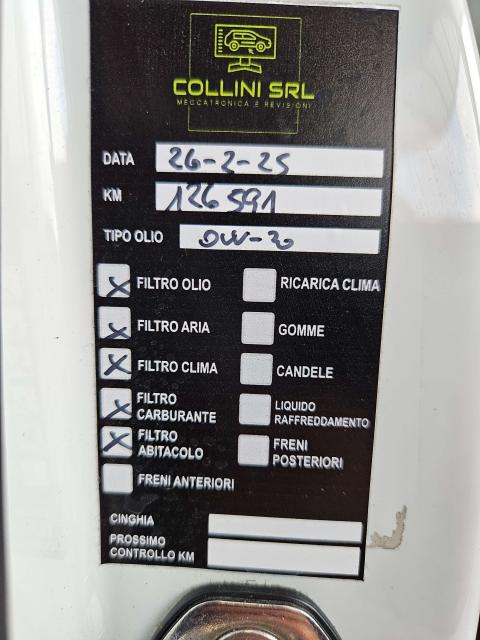 COLLINI SRL
MECCATRONICA E REVISIONI
DATA 26-2-25
KM 126591
TIPO OLIO 0W-30
FILTRO OLIO
RICARICA CLIMA
FILTRO ARIA
GOMME
FILTRO CLIMA
CANDELE
FILTRO
CARBURANTE
LIQUIDO
RAFFREDDAMENTO
FILTRO
ABITACOLO
FRENI
POSTERIORI
FRENI ANTERIORI
CINGHIA
PROSSIMO
CONTROLLO KM